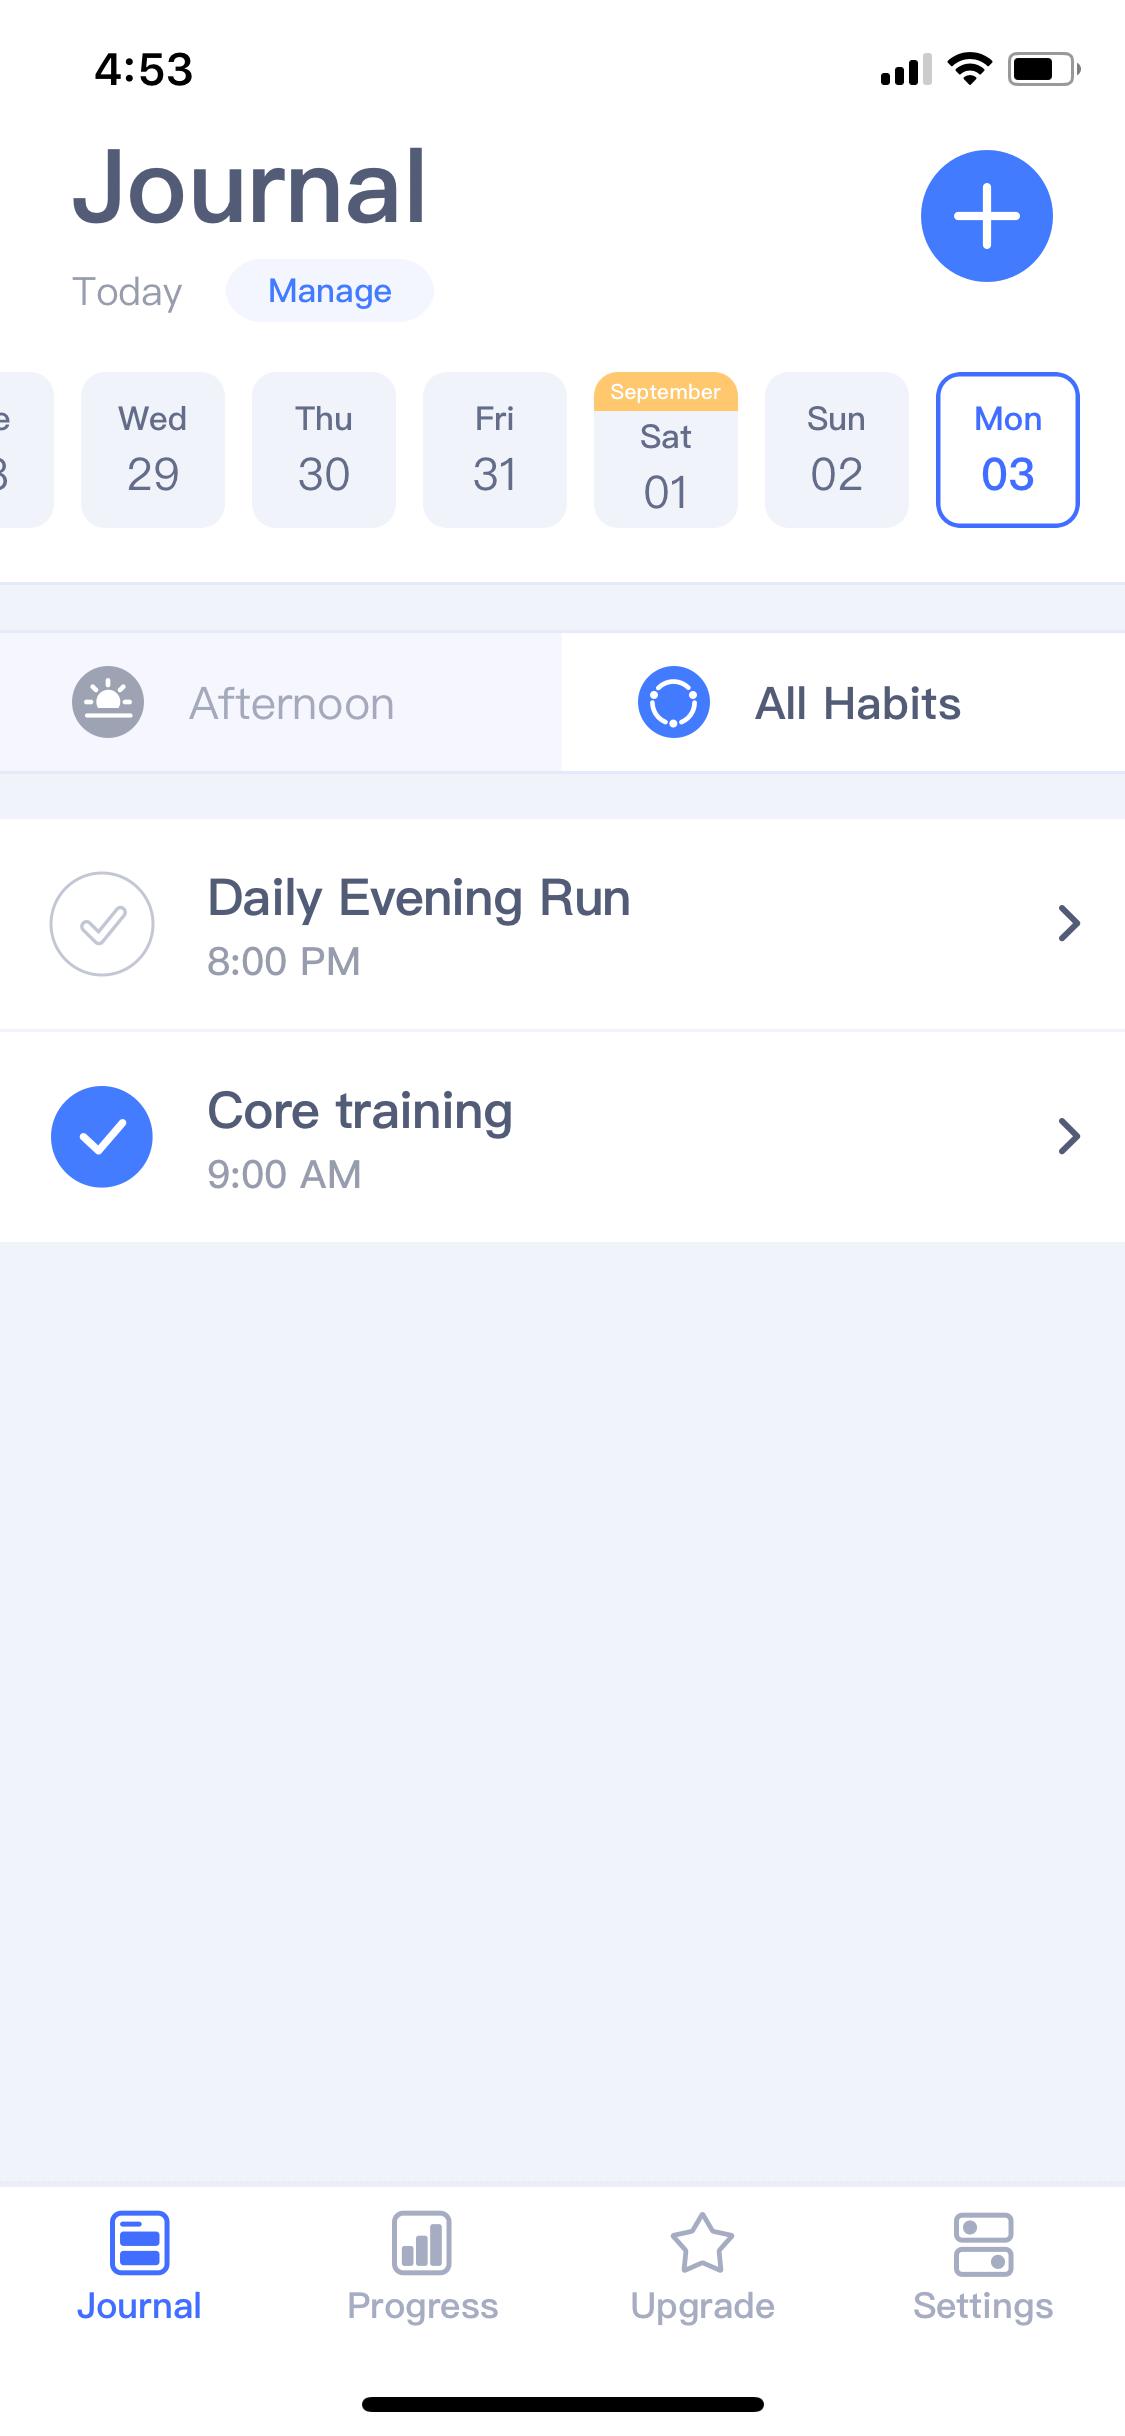 4:53
Journal
Today Manage
Wed Thu Fri September Sat Sun Mon
29 30 31 01 02 03
Afternoon All Habits
Daily Evening Run
8:00 PM
Core training
9:00 AM
Journal Progress Upgrade Settings